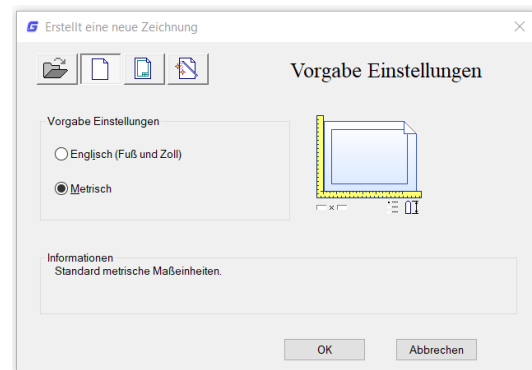 Erstellt eine neue Zeichnung
Vorgabe Einstellungen
Vorgabe Einstellungen
Englisch (Fuß und Zoll)
Metrisch
Informationen
Standard metrische Maßeinheiten.
OK
Abbrechen